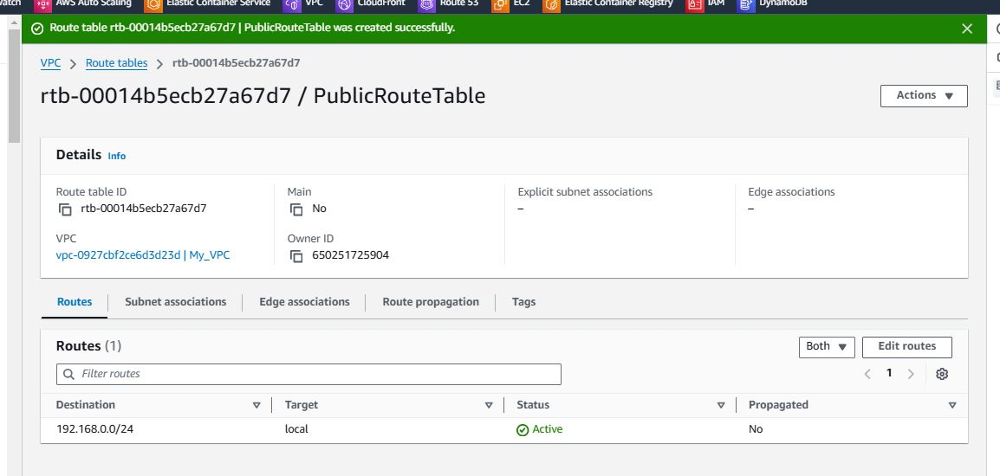 AWS Auto Scaling Elastic Container Service VPC CloudFront Route 53 EC2 Elastic Container Registry IAM DynamoDB
Route table rtb-00014b5ecb27a67d7 | PublicRouteTable was created successfully.
VPC > Route tables > rtb-00014b5ecb27a67d7
rtb-00014b5ecb27a67d7 / PublicRouteTable
Actions
Details Info
Route table ID Main Explicit subnet associations Edge associations
rtb-00014b5ecb27a67d7 No – –
VPC Owner ID
vpc-0927cbf2ce6d3d23d | My_VPC 650251725904
Routes Subnet associations Edge associations Route propagation Tags
Routes (1) Both Edit routes
Filter routes 1
Destination Target Status Propagated
192.168.0.0/24 local Active No